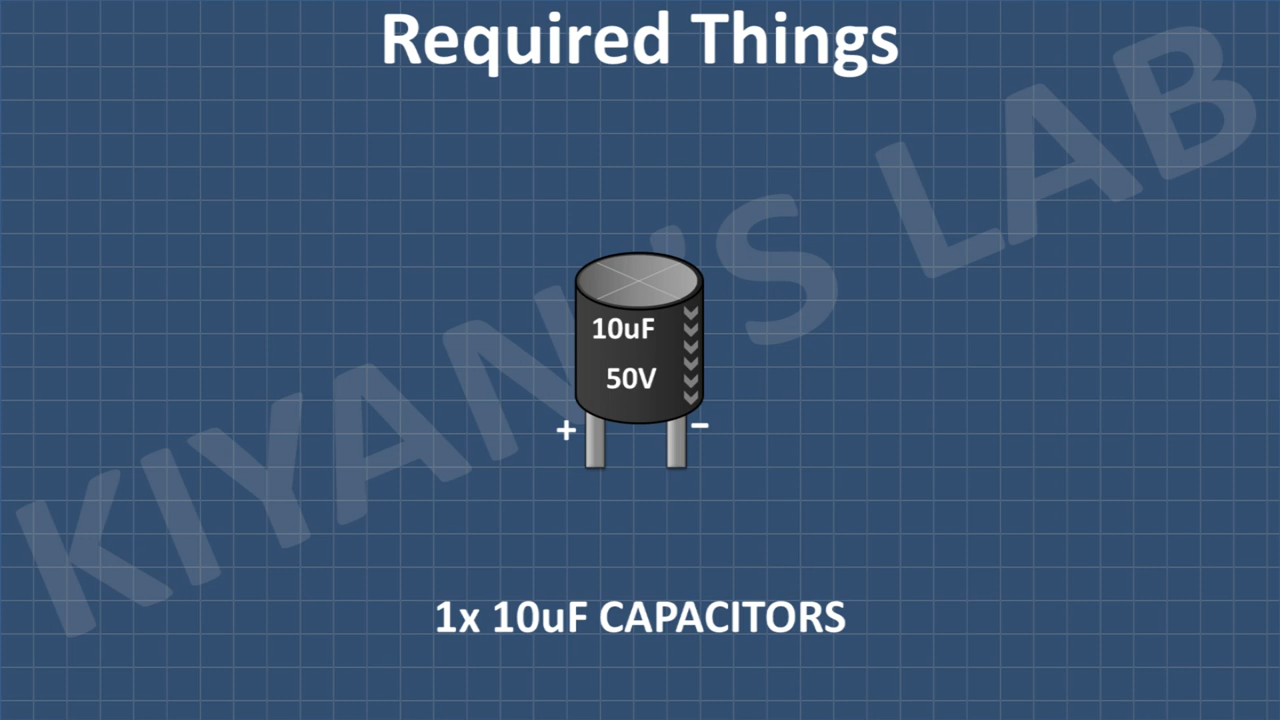 Required Things
KIYAN'S LAB
10uF
50V
+ -
1x 10uF CAPACITORS